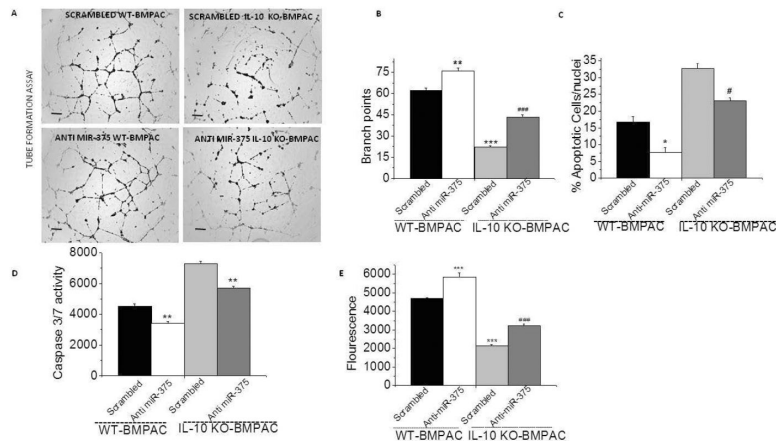 A
SCRAMBLED WT-BMPAC
SCRAMBLED IL-10 KO-BMPAC
TUBE FORMATION ASSAY
ANTI MIR-375 WT-BMPAC
ANTI MIR-375 IL-10 KO-BMPAC
B
Branch points
75
60
45
30
15
0
**
***
###
Scrambled
Anti miR-375
Scrambled
Anti-miR-375
WT-BMPAC
IL-10 KO-BMPAC
C
% Apoptotic Cells/nuclei
35
30
25
20
15
10
5
0
*
#
Scrambled
Anti-miR-375
Scrambled
Anti miR-375
WT-BMPAC
IL-10 KO-BMPAC
D
Caspase 3/7 activity
8000
6000
4000
2000
0
**
**
Scrambled
Anti miR-375
Scrambled
Anti miR-375
WT-BMPAC
IL-10 KO-BMPAC
E
Flourescence
6000
5000
4000
3000
2000
1000
0
***
***
###
Scrambled
Anti-miR-375
Scrambled
Anti-miR-375
WT-BMPAC
IL-10 KO-BMPAC